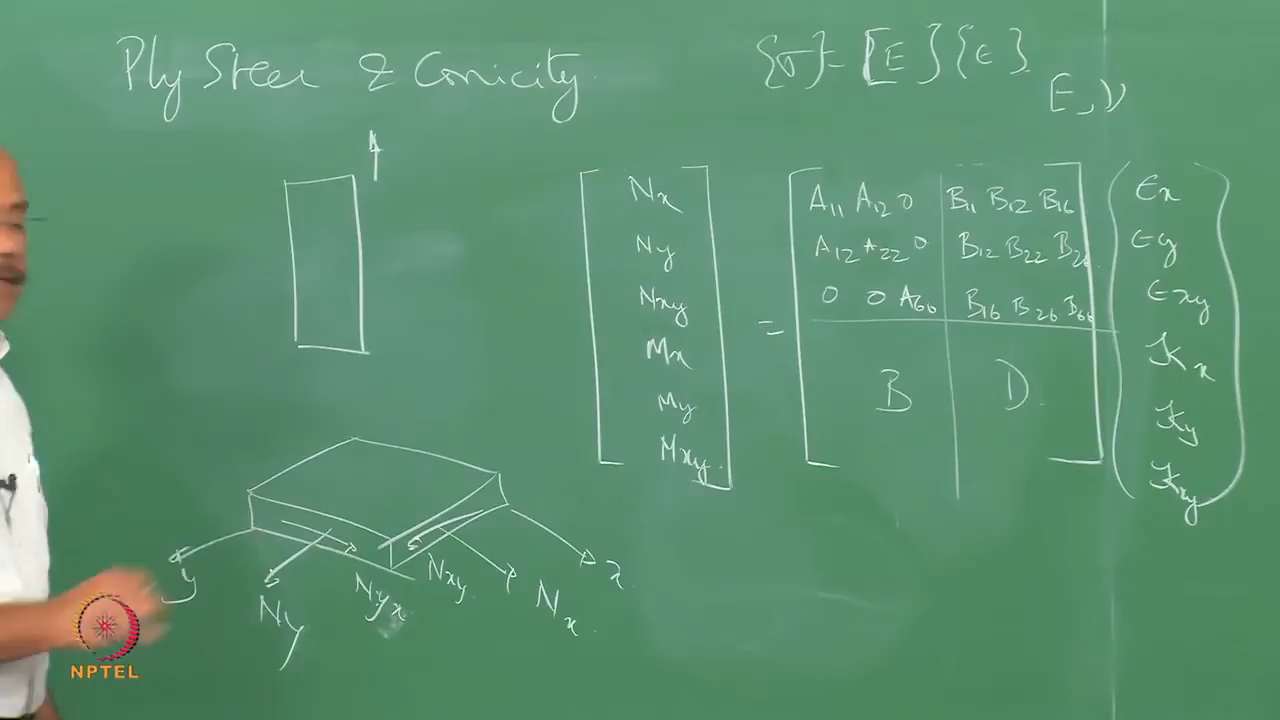 Ply Steer & Conicity
{σ} = [E]{ε}
E, ν
Nx
Ny
Nxy
Mx
My
Mxy
=
A11 A12 0 B11 B12 B16
A12 A22 0 B12 B22 B26
0 0 A66 B16 B26 B66
B D
εx
εy
εxy
Kx
Ky
Kxy
y
Ny
Nyx
Nxy
Nx
x
NPTEL